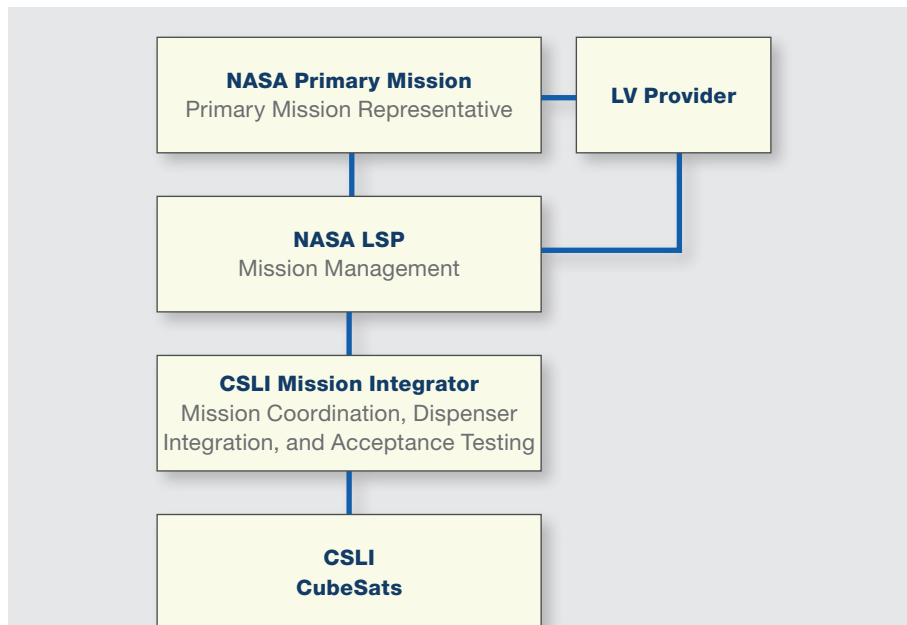 NASA Primary Mission
Primary Mission Representative
LV Provider
NASA LSP
Mission Management
CSLI Mission Integrator
Mission Coordination, Dispenser
Integration, and Acceptance Testing
CSLI
CubeSats